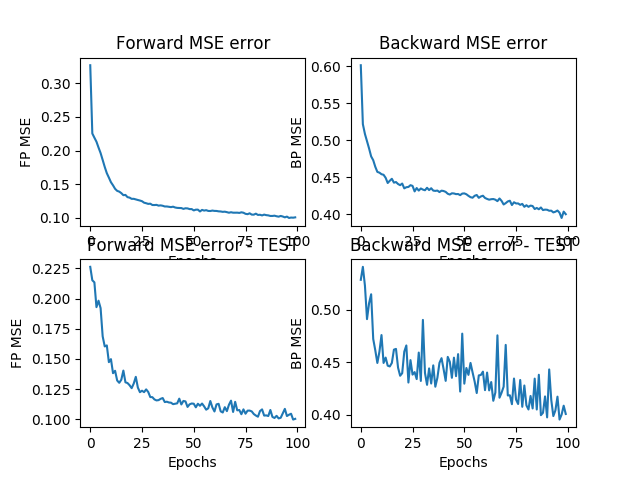 Forward MSE error
Backward MSE error
FP MSE
0.30
0.25
0.20
0.15
0.10
0 25 50 75 100
Epochs
BP MSE
0.60
0.55
0.50
0.45
0.40
0 25 50 75 100
Epochs
Forward MSE error - TEST
Backward MSE error - TEST
FP MSE
0.225
0.200
0.175
0.150
0.125
0.100
0 25 50 75 100
Epochs
BP MSE
0.50
0.45
0.40
0 25 50 75 100
Epochs